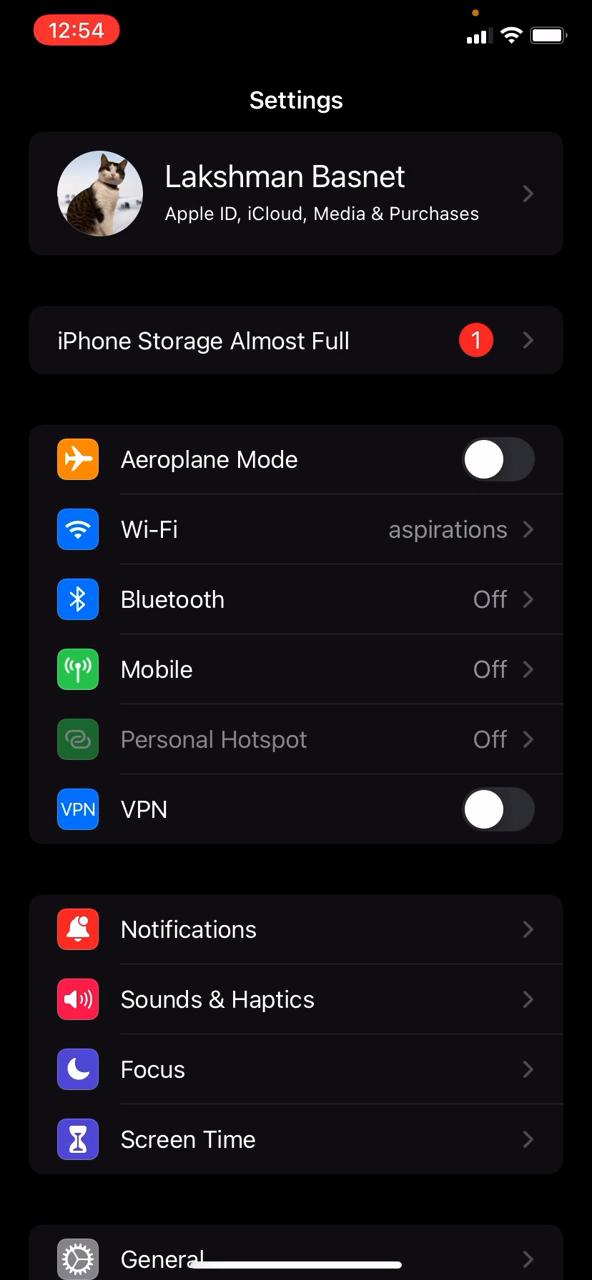 12:54
Settings
Lakshman Basnet
Apple ID, iCloud, Media & Purchases
iPhone Storage Almost Full 1
Aeroplane Mode
Wi-Fi aspirations
Bluetooth Off
Mobile Off
Personal Hotspot Off
VPN VPN
Notifications
Sounds & Haptics
Focus
Screen Time
General